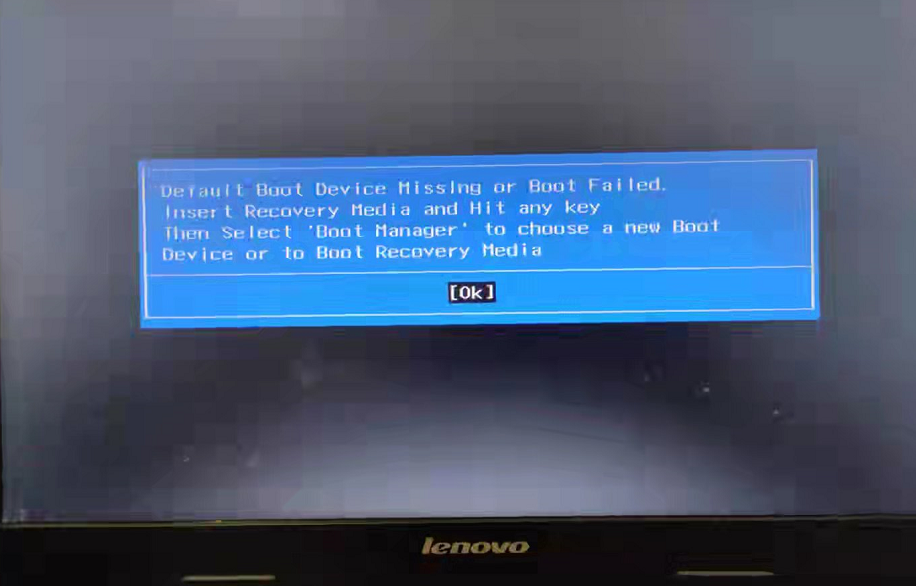 Default Boot Device Missing or Boot Failed.
Insert Recovery Media and Hit any key
Then Select 'Boot Manager' to choose a new Boot
Device or to Boot Recovery Media
[Ok]
lenovo